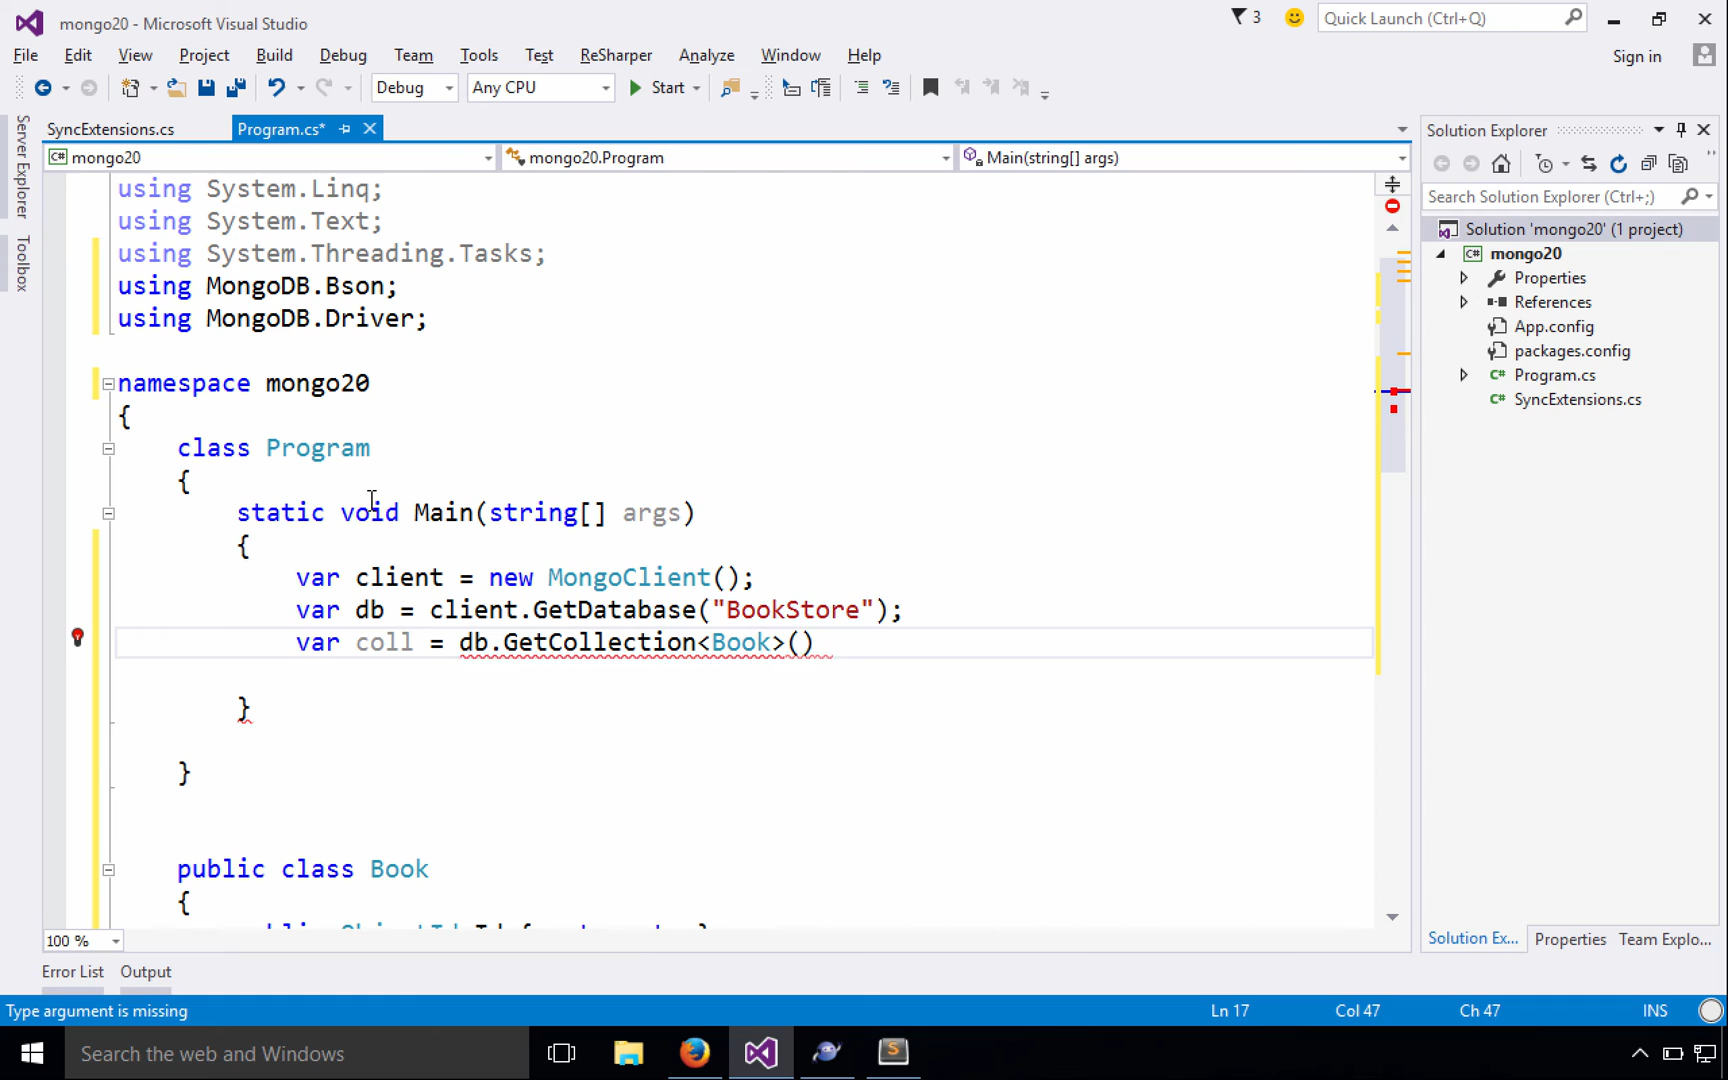 mongo20 - Microsoft Visual Studio
3
Quick Launch (Ctrl+Q)
File Edit View Project Build Debug Team Tools Test ReSharper Analyze Window Help
Sign in
Debug Any CPU Start
Server Explorer
Toolbox
SyncExtensions.cs Program.cs*
mongo20 mongo20.Program Main(string[] args)
using System.Linq;
using System.Text;
using System.Threading.Tasks;
using MongoDB.Bson;
using MongoDB.Driver;
namespace mongo20
{
class Program
{
static void Main(string[] args)
{
var client = new MongoClient();
var db = client.GetDatabase("BookStore");
var coll = db.GetCollection<Book>()
}
}
public class Book
{
100 %
Solution Explorer
Search Solution Explorer (Ctrl+;)
Solution 'mongo20' (1 project)
mongo20
Properties
References
App.config
packages.config
Program.cs
SyncExtensions.cs
Solution Ex... Properties Team Explo...
Error List Output
Type argument is missing Ln 17 Col 47 Ch 47 INS
Search the web and Windows